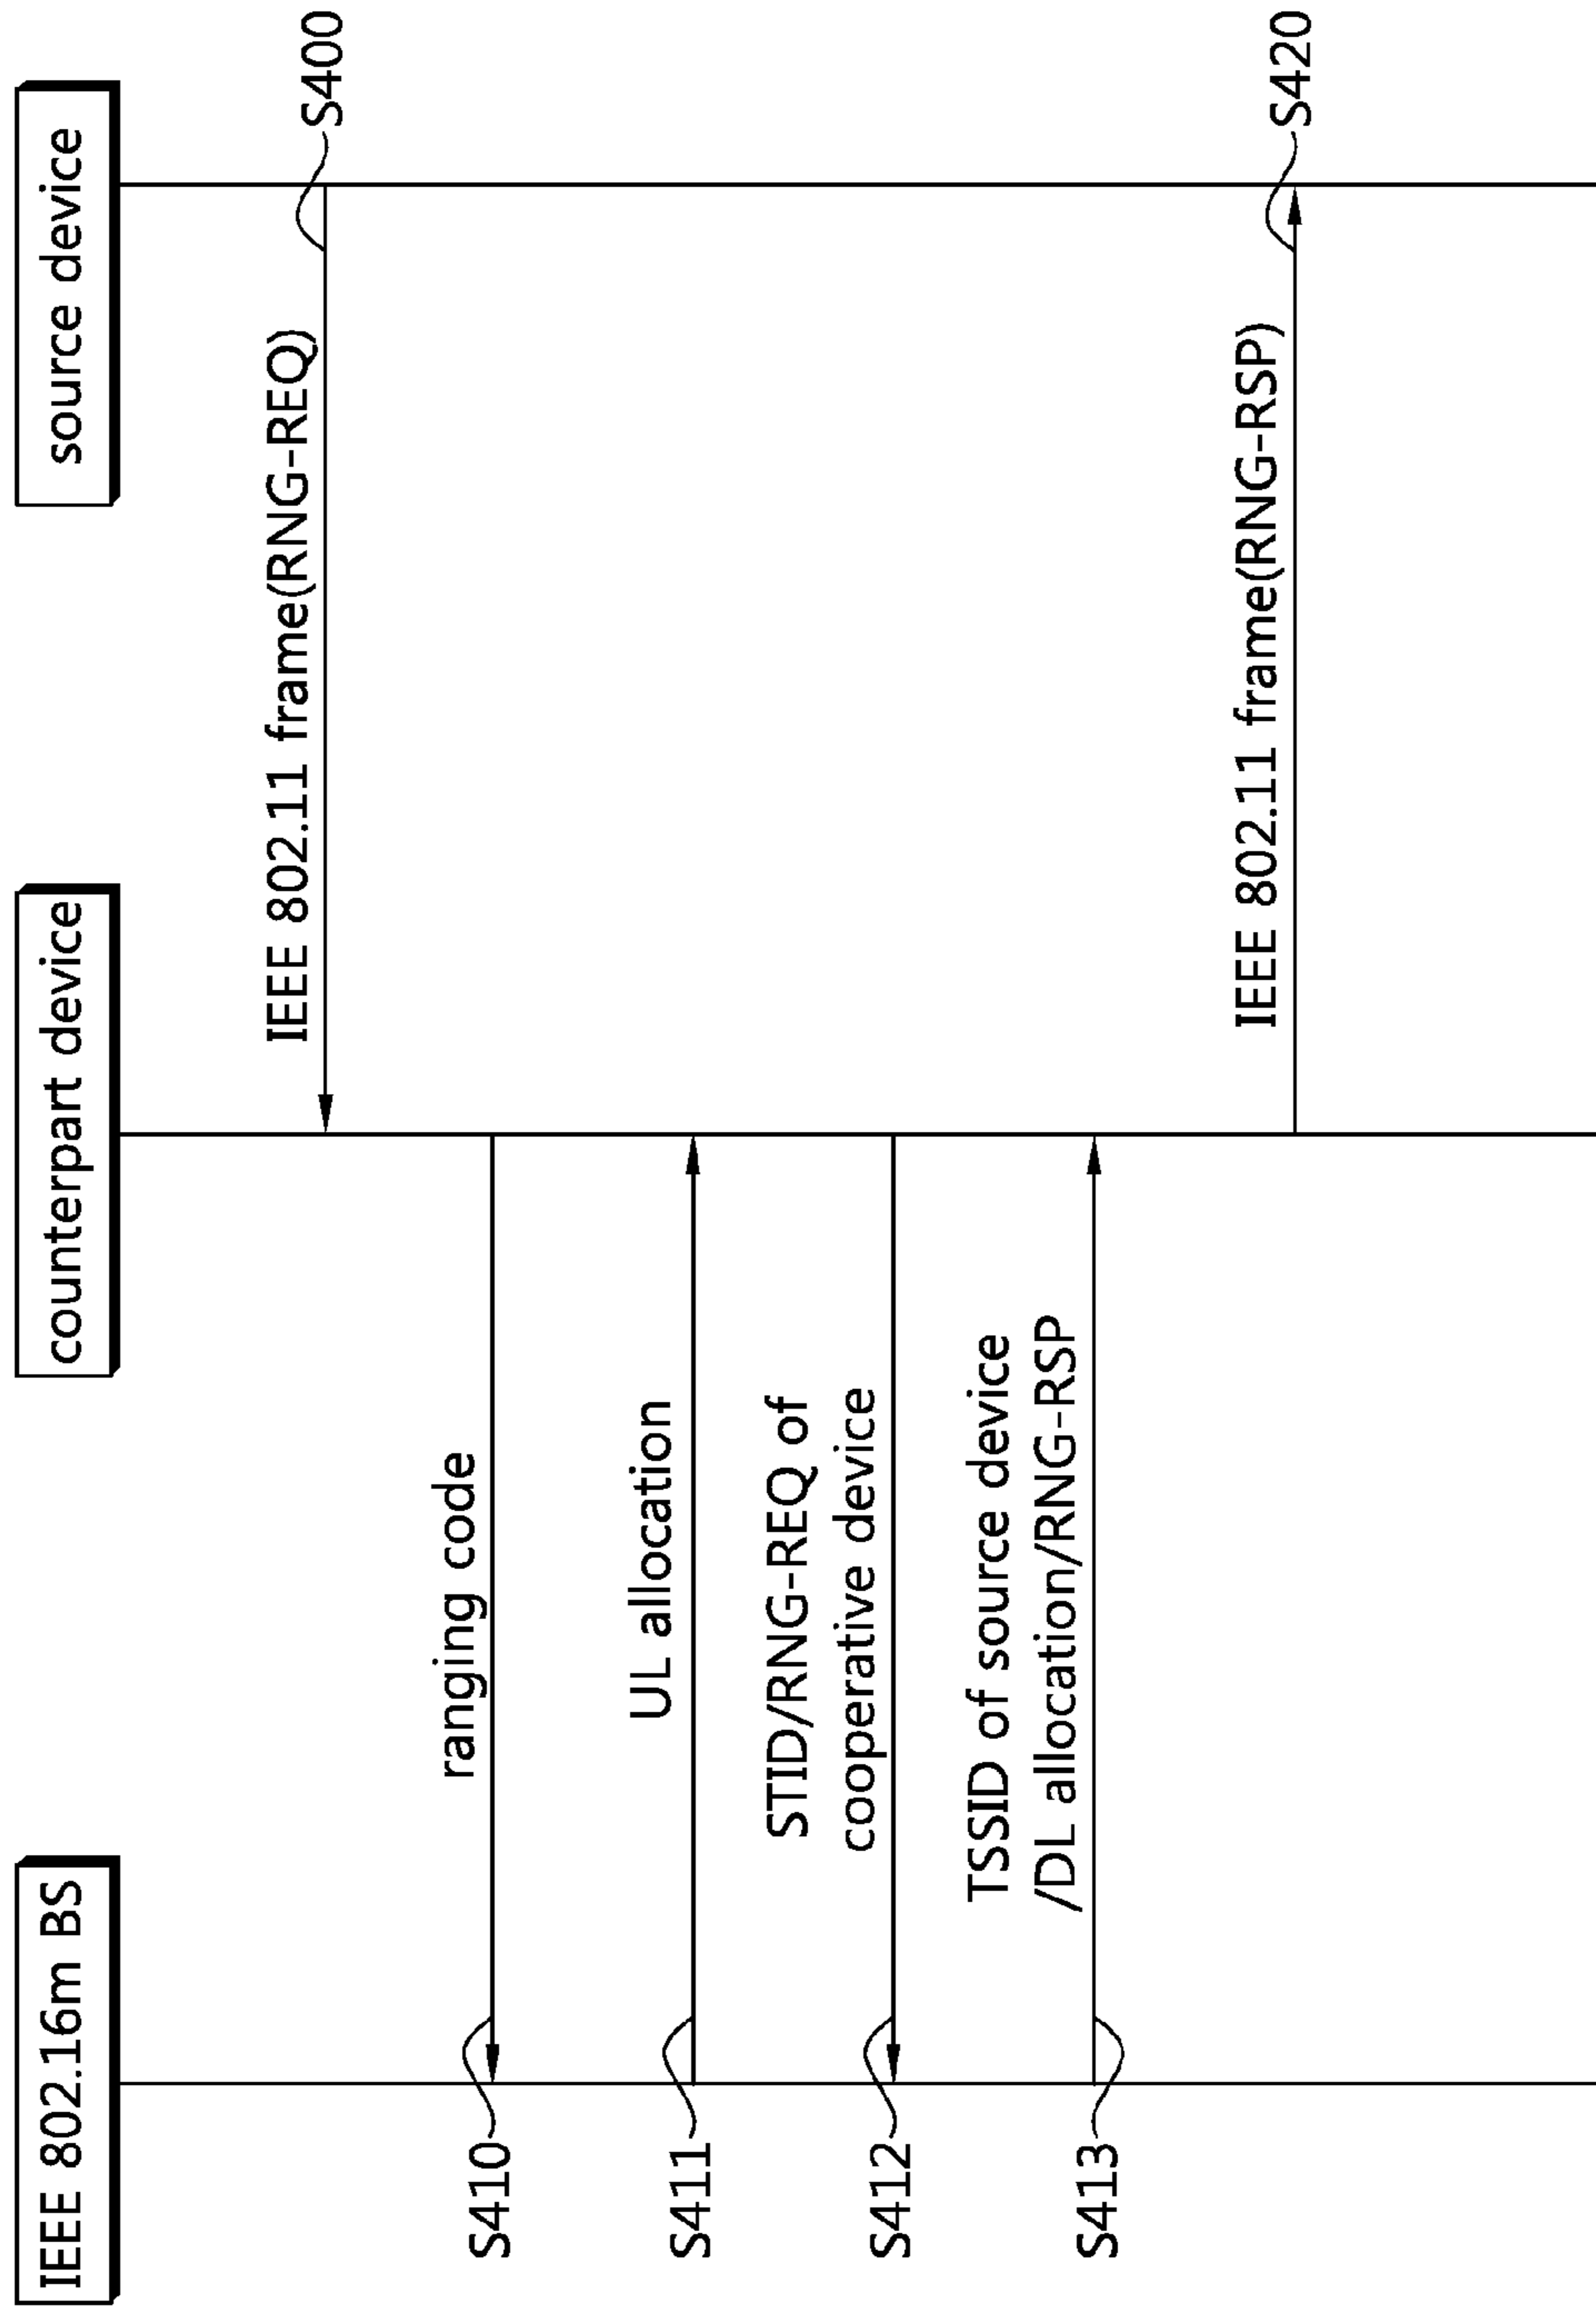 IEEE 802.16m BS
counterpart device
source device
IEEE 802.11 frame(RNG-REQ)
S400
ranging code
S410
UL allocation
S411
STID/RNG-REQ of
cooperative device
S412
TSSID of source device
/DL allocation/RNG-RSP
S413
IEEE 802.11 frame(RNG-RSP)
S420